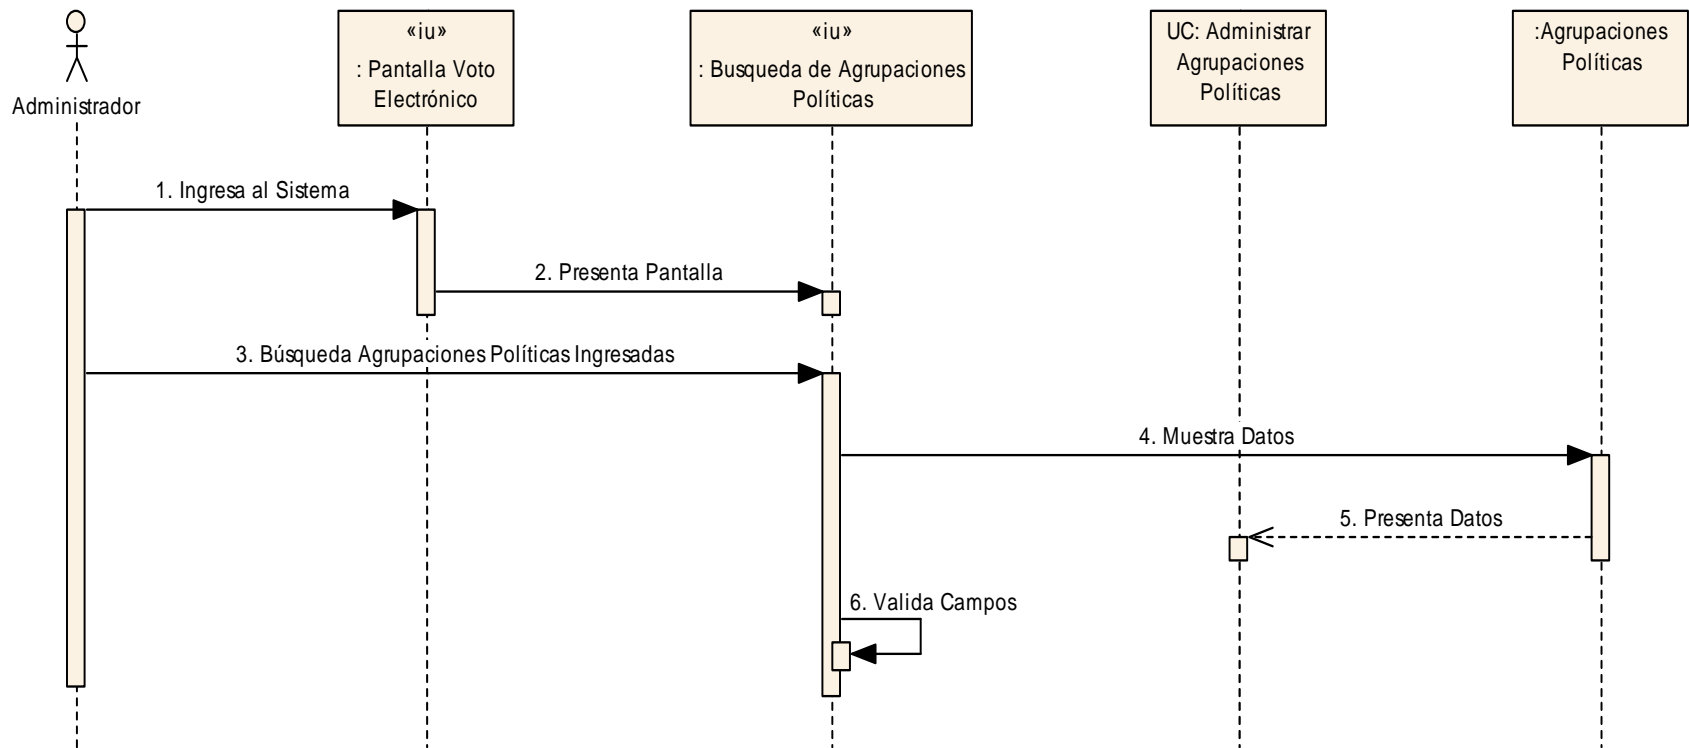 Administrador
«iu»
: Pantalla Voto
Electrónico
«iu»
: Busqueda de Agrupaciones
Políticas
UC: Administrar
Agrupaciones
Políticas
:Agrupaciones
Políticas
1. Ingresa al Sistema
2. Presenta Pantalla
3. Búsqueda Agrupaciones Políticas Ingresadas
4. Muestra Datos
5. Presenta Datos
6. Valida Campos